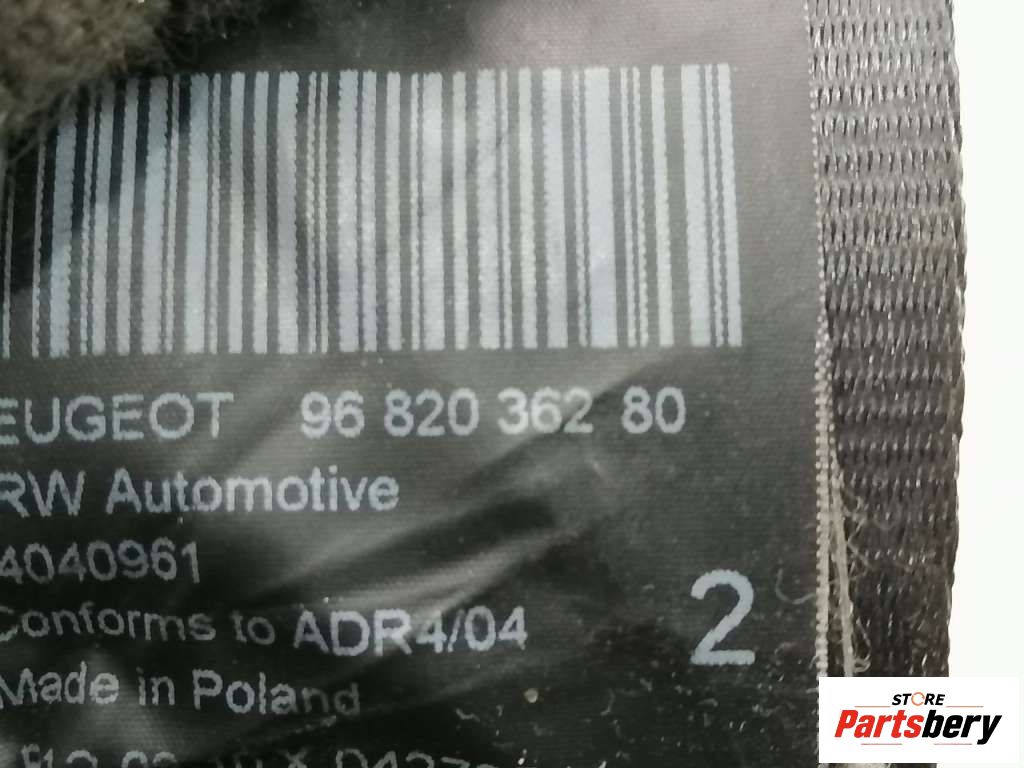 EUGEOT 96 820 362 80
RW Automotive
4040961
Conforms to ADR4/04
2
Made in Poland
STORE
Partsbery